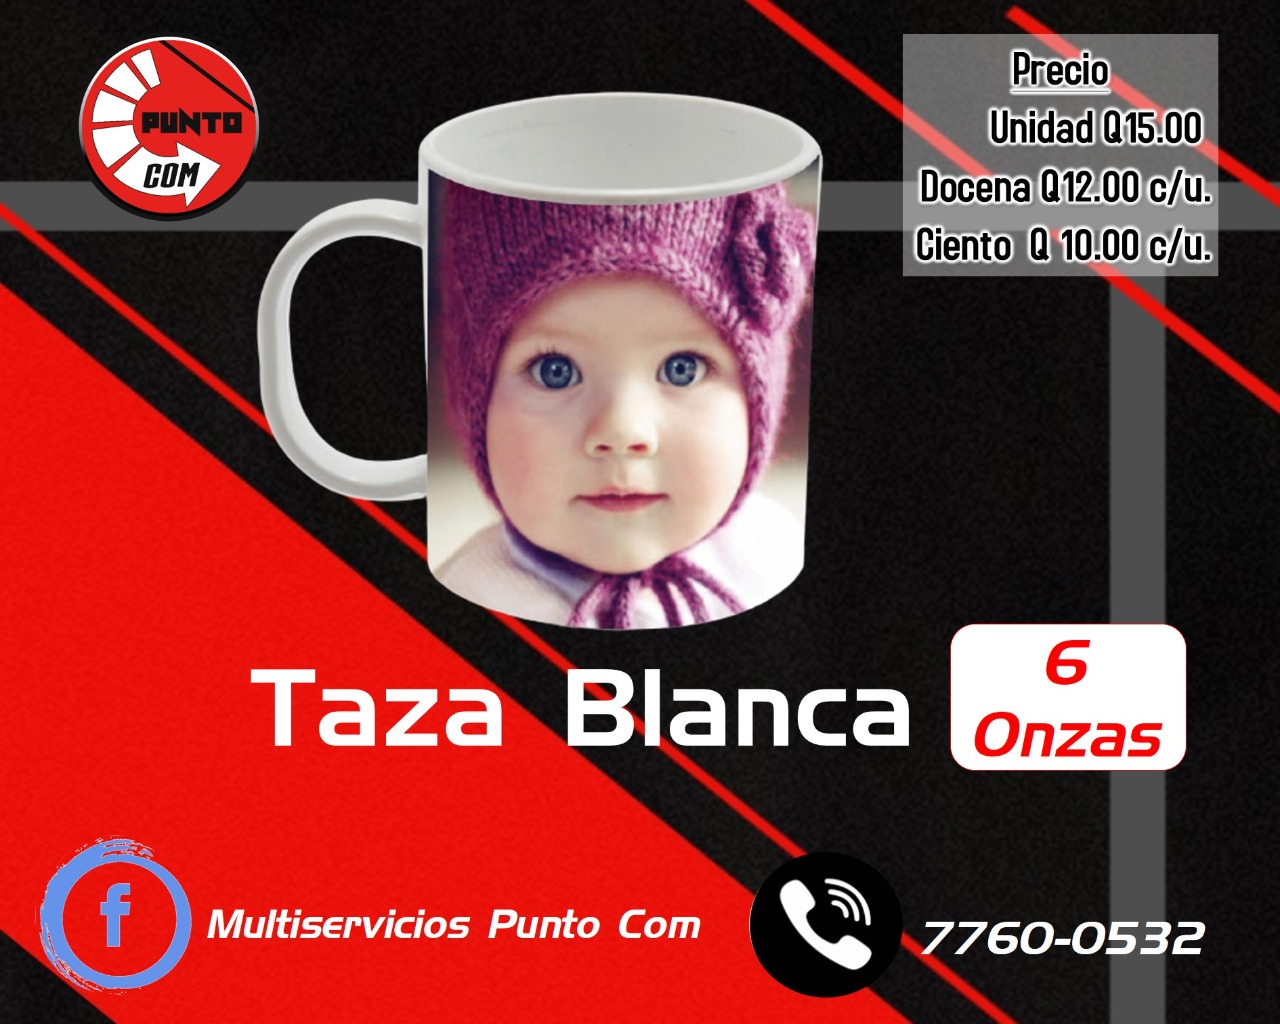 PUNTO
COM
Precio
Unidad Q15.00
Docena Q12.00 c/u.
Ciento Q 10.00 c/u.
Taza Blanca
6
Onzas
f
Multiservicios Punto Com
7760-0532